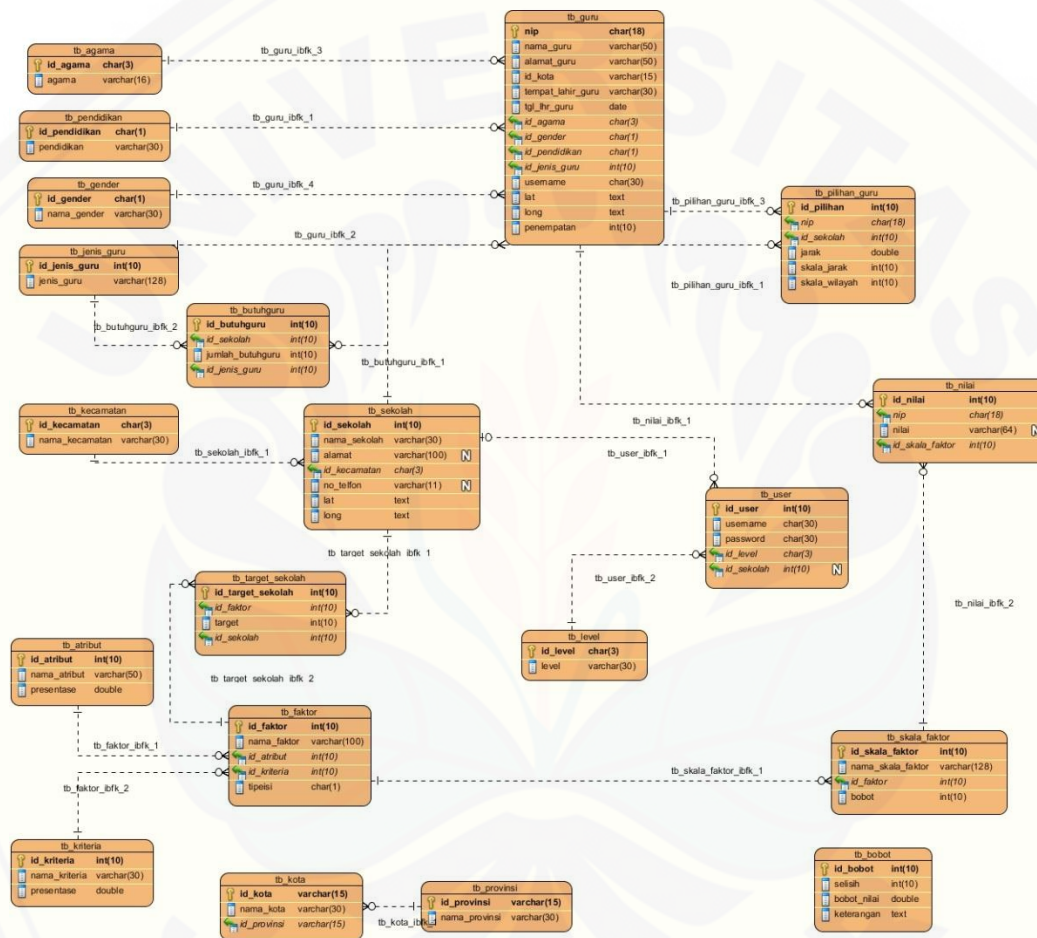 UNIVERSITAS
tb_guru
nip char(18)
nama_guru varchar(50)
alamat_guru varchar(50)
id_kota varchar(15)
tempat_lahir_guru varchar(30)
tgl_lhr_guru date
id_agama char(3)
id_gender char(1)
id_pendidikan char(1)
id_jenis_guru int(10)
username char(30)
lat text
long text
penempatan int(10)
tb_agama
id_agama char(3)
agama varchar(16)
tb_guru_ibfk_3
tb_pendidikan
id_pendidikan char(1)
pendidikan varchar(30)
tb_guru_ibfk_1
tb_gender
id_gender char(1)
nama_gender varchar(30)
tb_guru_ibfk_4
tb_pilihan_guru
id_pilihan int(10)
nip char(18)
id_sekolah int(10)
jarak double
skala_jarak int(10)
skala_wilayah int(10)
tb_pilihan_guru_ibfk_3
tb_pilihan_guru_ibfk_1
tb_guru_ibfk_2
tb_jenis_guru
id_jenis_guru int(10)
jenis_guru varchar(128)
tb_butuhguru_ibfk_2
tb_butuhguru
id_butuhguru int(10)
id_sekolah int(10)
jumlah_butuhguru int(10)
id_jenis_guru int(10)
tb_butuhguru_ibfk_1
tb_nilai
id_nilai int(10)
nip char(18)
nilai varchar(64) N
id_skala_faktor int(10)
tb_kecamatan
id_kecamatan char(3)
nama_kecamatan varchar(30)
tb_sekolah_ibfk_1
tb_sekolah
id_sekolah int(10)
nama_sekolah varchar(30)
alamat varchar(100) N
id_kecamatan char(3)
no_telfon varchar(11) N
lat text
long text
tb_nilai_ibfk_1
tb_user_ibfk_1
tb_user
id_user int(10)
username char(30)
password char(30)
id_level char(3)
id_sekolah int(10) N
tb_target_sekolah_ibfk_1
tb_target_sekolah
id_target_sekolah int(10)
id_faktor int(10)
target int(10)
id_sekolah int(10)
tb_user_ibfk_2
tb_nilai_ibfk_2
tb_level
id_level char(3)
level varchar(30)
tb_atribut
id_atribut int(10)
nama_atribut varchar(50)
presentase double
tb_target_sekolah_ibfk_2
tb_faktor
id_faktor int(10)
nama_faktor varchar(100)
id_atribut int(10)
id_kriteria int(10)
tipeisi char(1)
tb_faktor_ibfk_1
tb_faktor_ibfk_2
tb_skala_faktor_ibfk_1
tb_skala_faktor
id_skala_faktor int(10)
nama_skala_faktor varchar(128)
id_faktor int(10)
bobot int(10)
tb_kriteria
id_kriteria int(10)
nama_kriteria varchar(30)
presentase double
tb_bobot
id_bobot int(10)
selisih int(10)
bobot_nilai double
keterangan text
tb_kota
id_kota varchar(15)
nama_kota varchar(30)
id_provinsi varchar(15)
tb_provinsi
id_provinsi varchar(15)
nama_provinsi varchar(30)